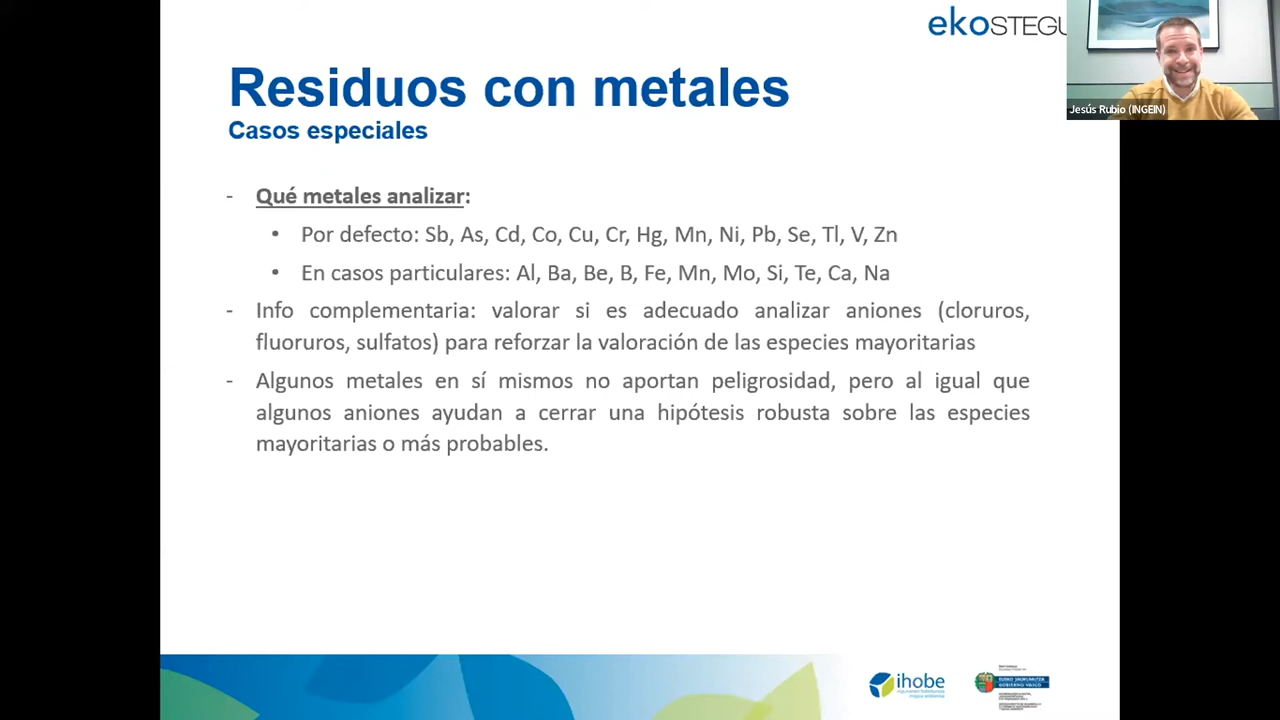 ekoSTEGU
Jesús Rubio (INGEIN)
Residuos con metales
Casos especiales
- Qué metales analizar:
• Por defecto: Sb, As, Cd, Co, Cu, Cr, Hg, Mn, Ni, Pb, Se, Tl, V, Zn
• En casos particulares: Al, Ba, Be, B, Fe, Mn, Mo, Si, Te, Ca, Na
- Info complementaria: valorar si es adecuado analizar aniones (cloruros,
fluoruros, sulfatos) para reforzar la valoración de las especies mayoritarias
- Algunos metales en sí mismos no aportan peligrosidad, pero al igual que
algunos aniones ayudan a cerrar una hipótesis robusta sobre las especies
mayoritarias o más probables.
ihobe
EUSKO JAURLARITZA
GOBIERNO VASCO